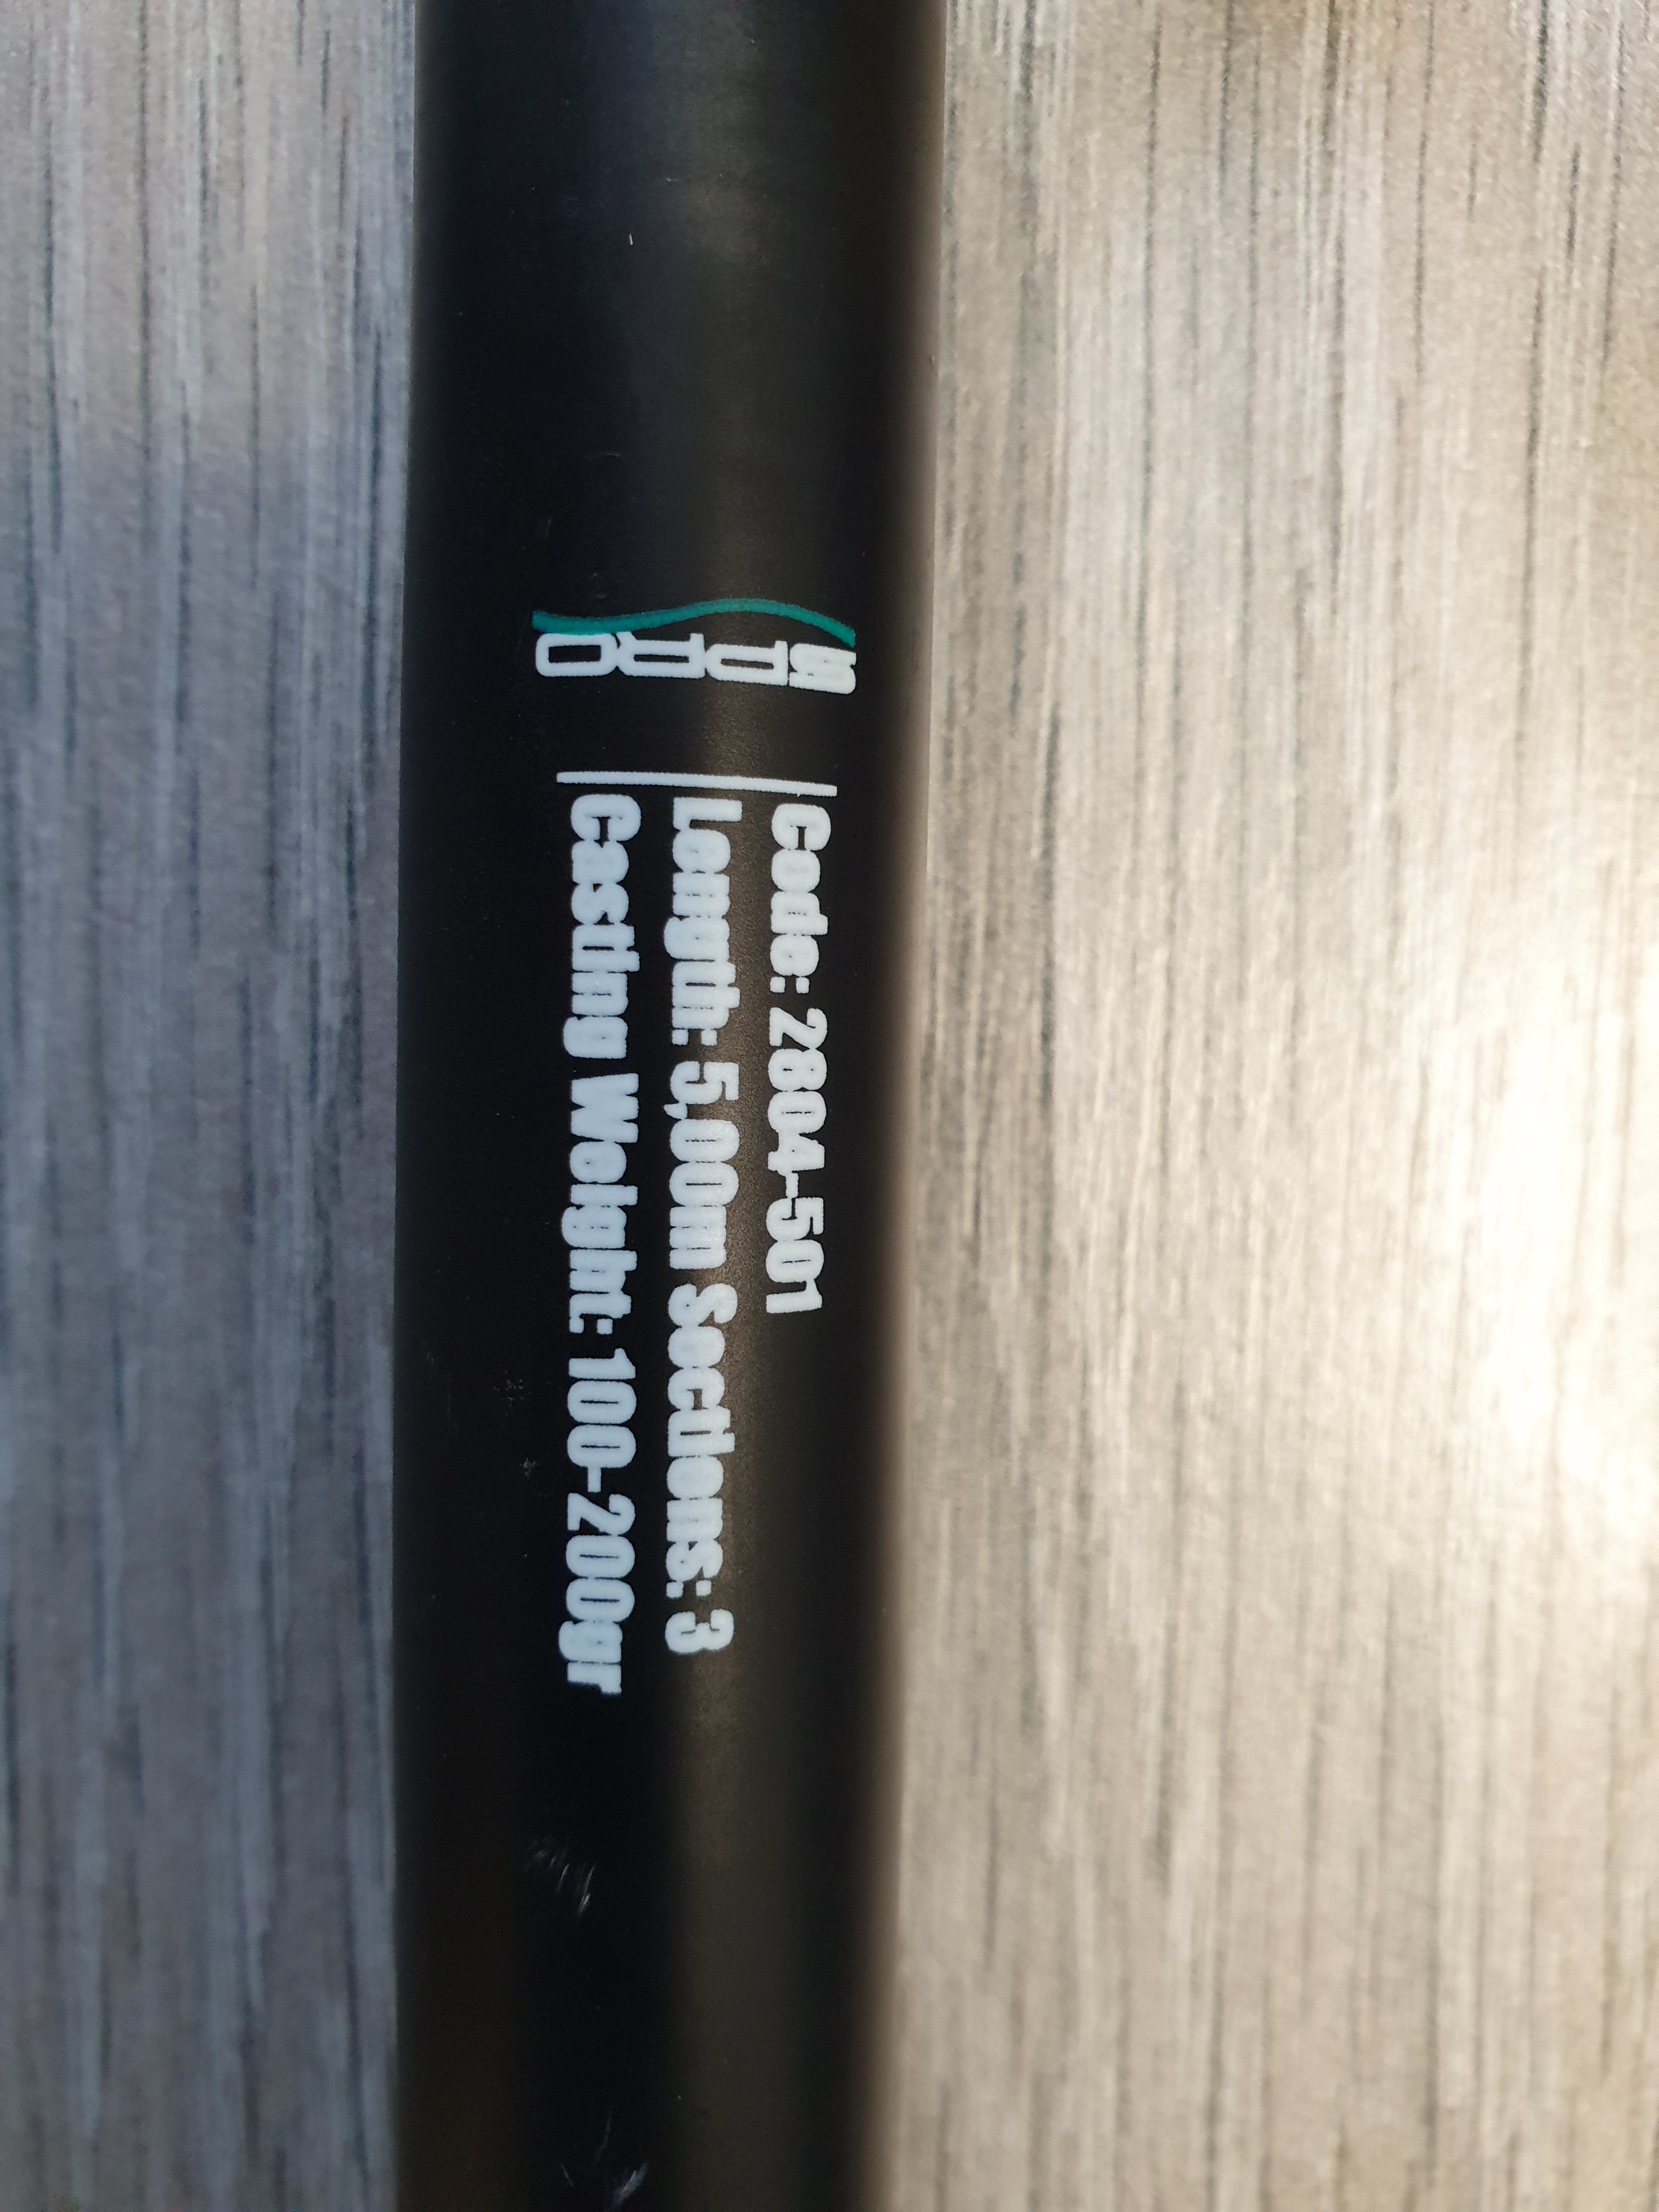 SPRO
Code: 2804-501
Length: 5,00m Sections: 3
Casting Weight: 100-200gr